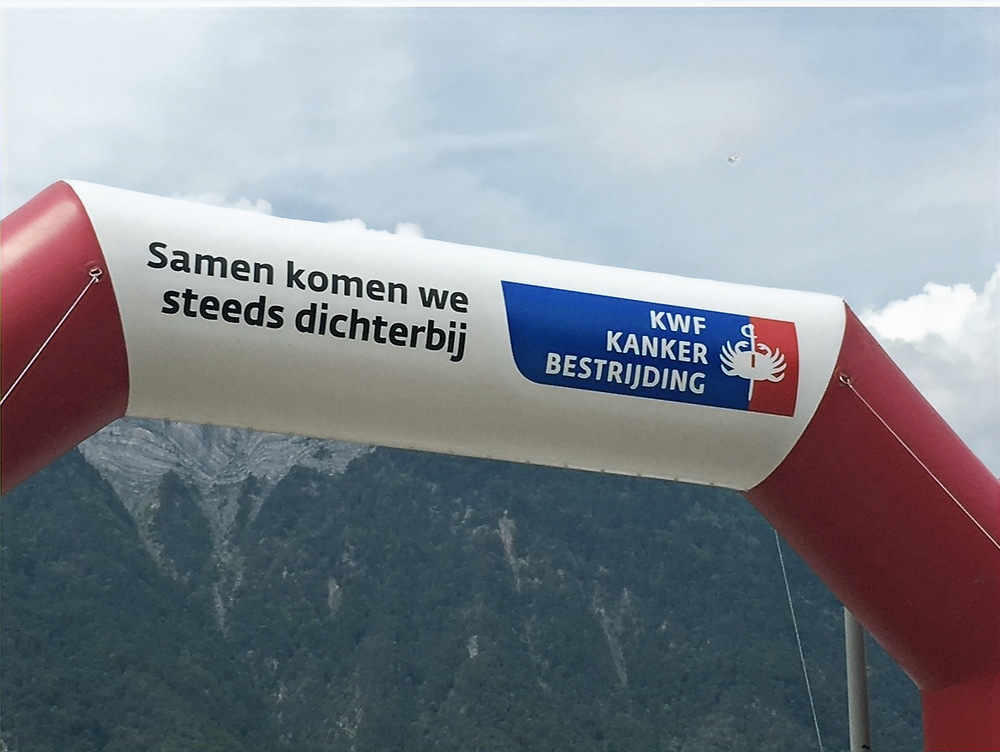 Samen komen we
steeds dichterbij
KWF
KANKER
BESTRIJDING